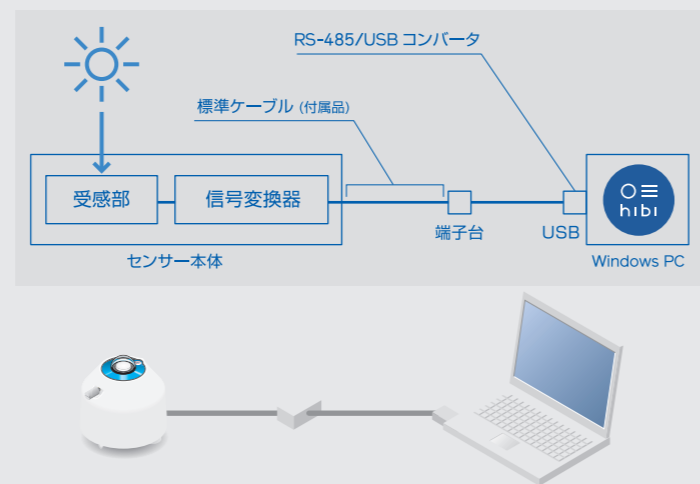 RS-485/USB コンバータ
標準ケーブル (付属品)
受感部
信号変換器
hibi
端子台
USB
センサー本体
Windows PC